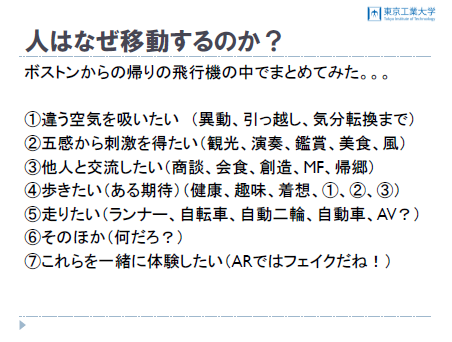 東京工業大学
Tokyo Institute of Technology
人はなぜ移動するのか？
ボストンからの帰りの飛行機の中でまとめてみた。。。
①違う空気を吸いたい　（異動、引っ越し、気分転換まで）
②五感から刺激を得たい（観光、演奏、鑑賞、美食、風）
③他人と交流したい（商談、会食、創造、MF、帰郷）
④歩きたい（ある期待）（健康、趣味、着想、①、②、③）
⑤走りたい（ランナー、自転車、自動二輪、自動車、AV？）
⑥そのほか（何だろ？）
⑦これらを一緒に体験したい（ARではフェイクだね！）